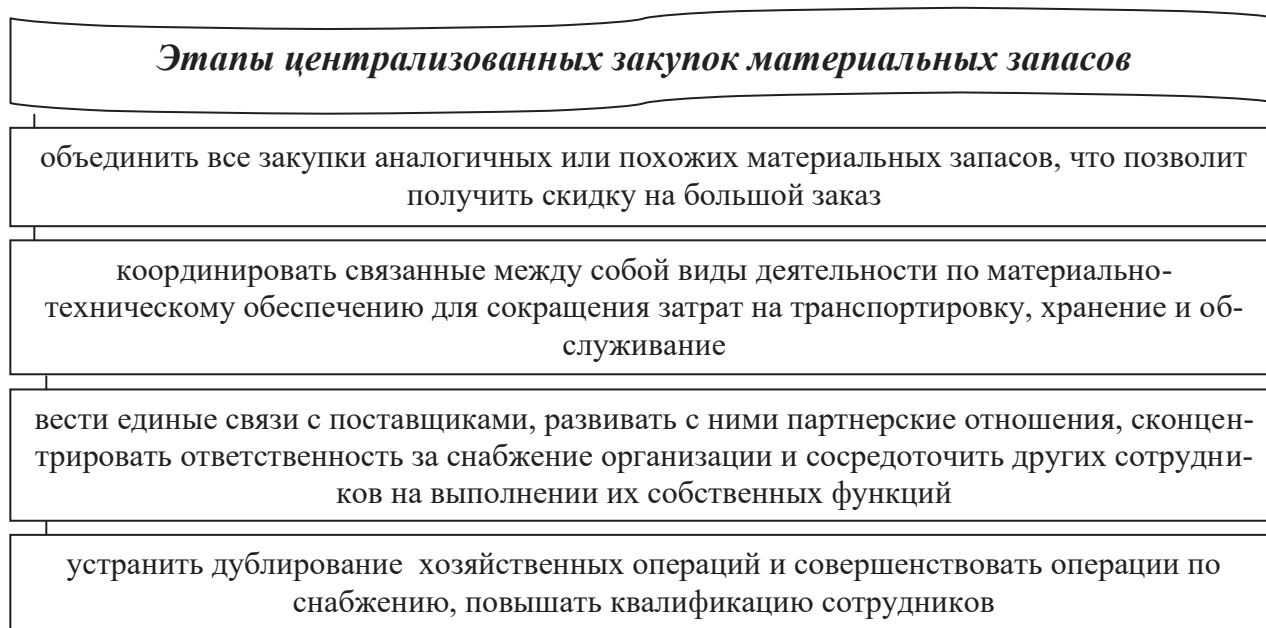 Этапы централизованных закупок материальных запасов
объединить все закупки аналогичных или похожих материальных запасов, что позволит
получить скидку на большой заказ
координировать связанные между собой виды деятельности по материально-
техническому обеспечению для сокращения затрат на транспортировку, хранение и об-
служивание
вести единые связи с поставщиками, развивать с ними партнерские отношения, сконцен-
трировать ответственность за снабжение организации и сосредоточить других сотрудни-
ков на выполнении их собственных функций
устранить дублирование  хозяйственных операций и совершенствовать операции по
снабжению, повышать квалификацию сотрудников